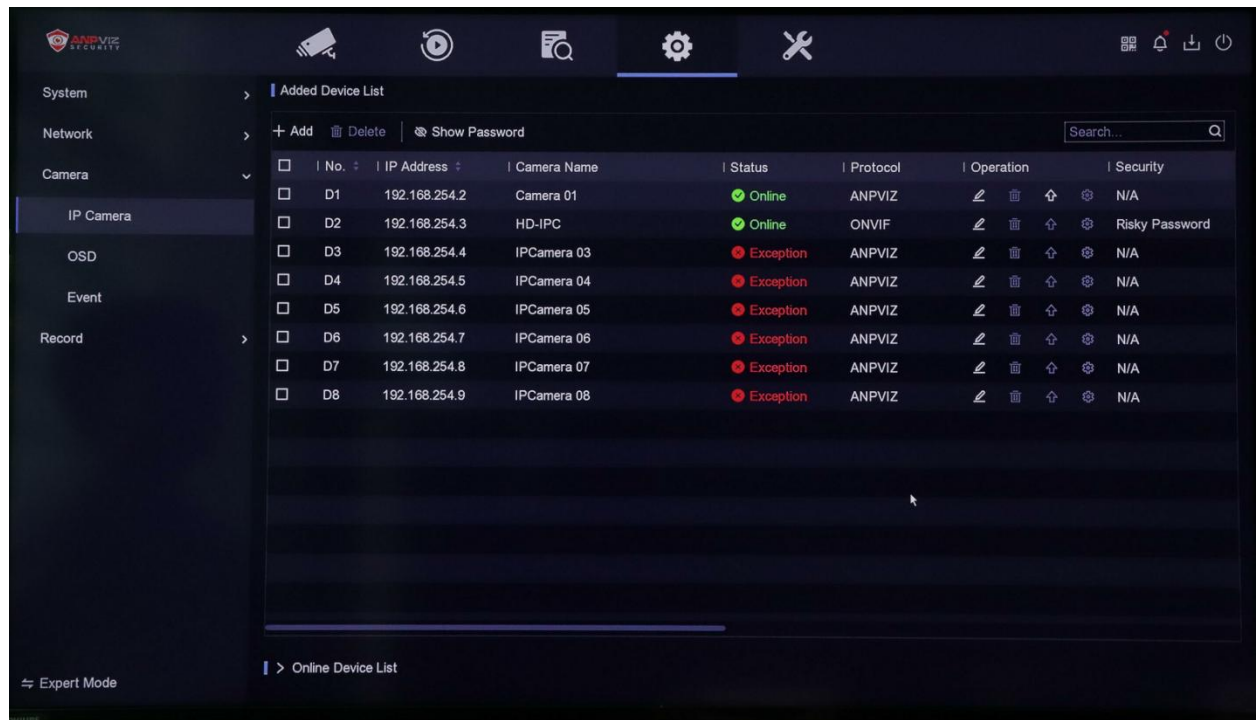 ANPVIZ
SECURITY
System
Network
Camera
IP Camera
OSD
Event
Record
Expert Mode
Added Device List
+ Add Delete | Show Password Search...
No. IP Address Camera Name Status Protocol Operation Security
D1 192.168.254.2 Camera 01 Online ANPVIZ N/A
D2 192.168.254.3 HD-IPC Online ONVIF Risky Password
D3 192.168.254.4 IPCamera 03 Exception ANPVIZ N/A
D4 192.168.254.5 IPCamera 04 Exception ANPVIZ N/A
D5 192.168.254.6 IPCamera 05 Exception ANPVIZ N/A
D6 192.168.254.7 IPCamera 06 Exception ANPVIZ N/A
D7 192.168.254.8 IPCamera 07 Exception ANPVIZ N/A
D8 192.168.254.9 IPCamera 08 Exception ANPVIZ N/A
> Online Device List